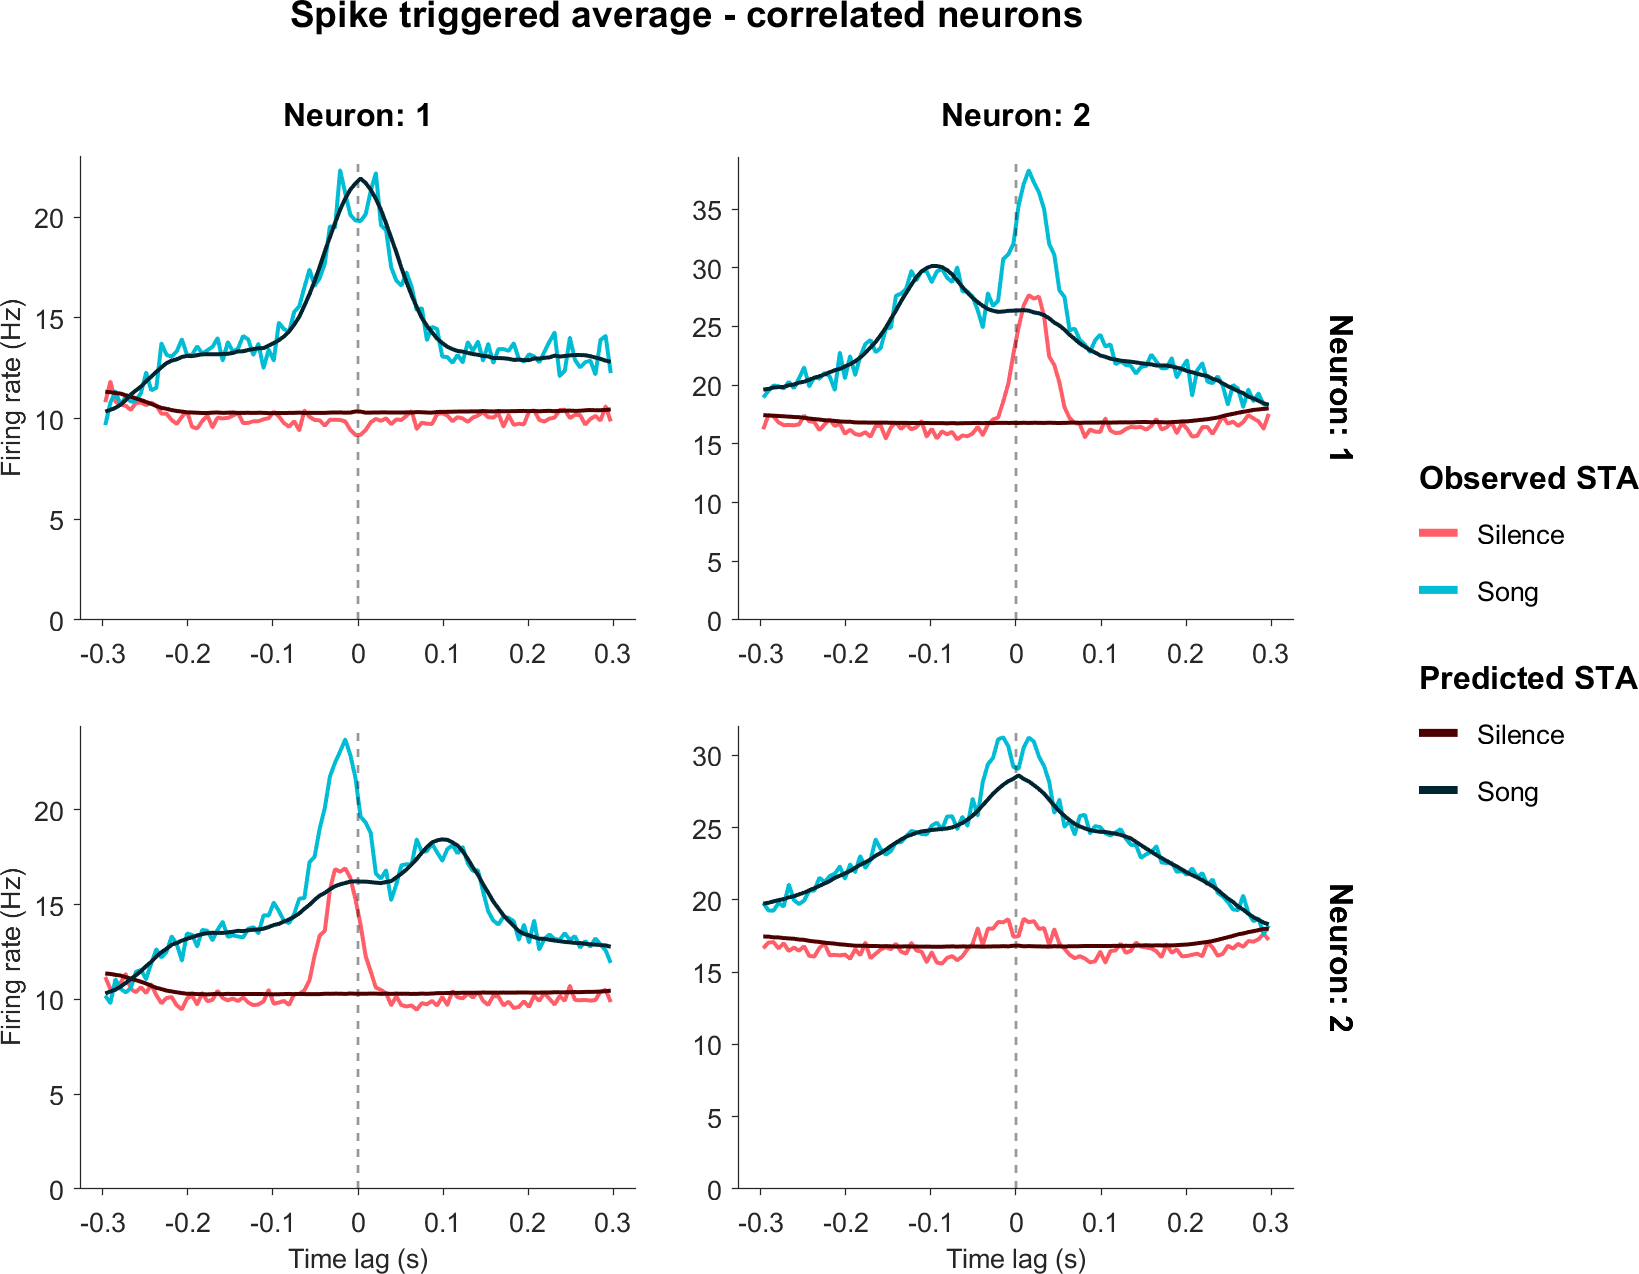 Spike triggered average - correlated neurons
Neuron: 1
Neuron: 2
Firing rate (Hz)
20
15
10
5
0
-0.3 -0.2 -0.1 0 0.1 0.2 0.3
35
30
25
20
15
10
5
0
-0.3 -0.2 -0.1 0 0.1 0.2 0.3
Neuron: 1
Firing rate (Hz)
20
15
10
5
0
-0.3 -0.2 -0.1 0 0.1 0.2 0.3
Time lag (s)
30
25
20
15
10
5
0
-0.3 -0.2 -0.1 0 0.1 0.2 0.3
Time lag (s)
Neuron: 2
Observed STA
Silence
Song
Predicted STA
Silence
Song